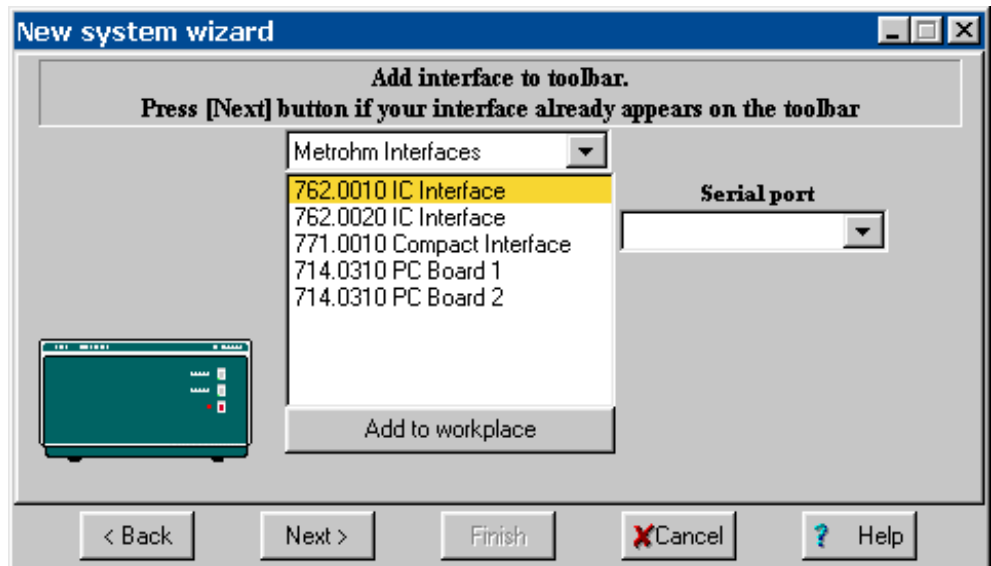 New system wizard
Add interface to toolbar.
Press [Next] button if your interface already appears on the toolbar
Metrohm Interfaces
762.0010 IC Interface
762.0020 IC Interface
771.0010 Compact Interface
714.0310 PC Board 1
714.0310 PC Board 2
Serial port
Add to workplace
< Back
Next >
Finish
Cancel
? Help